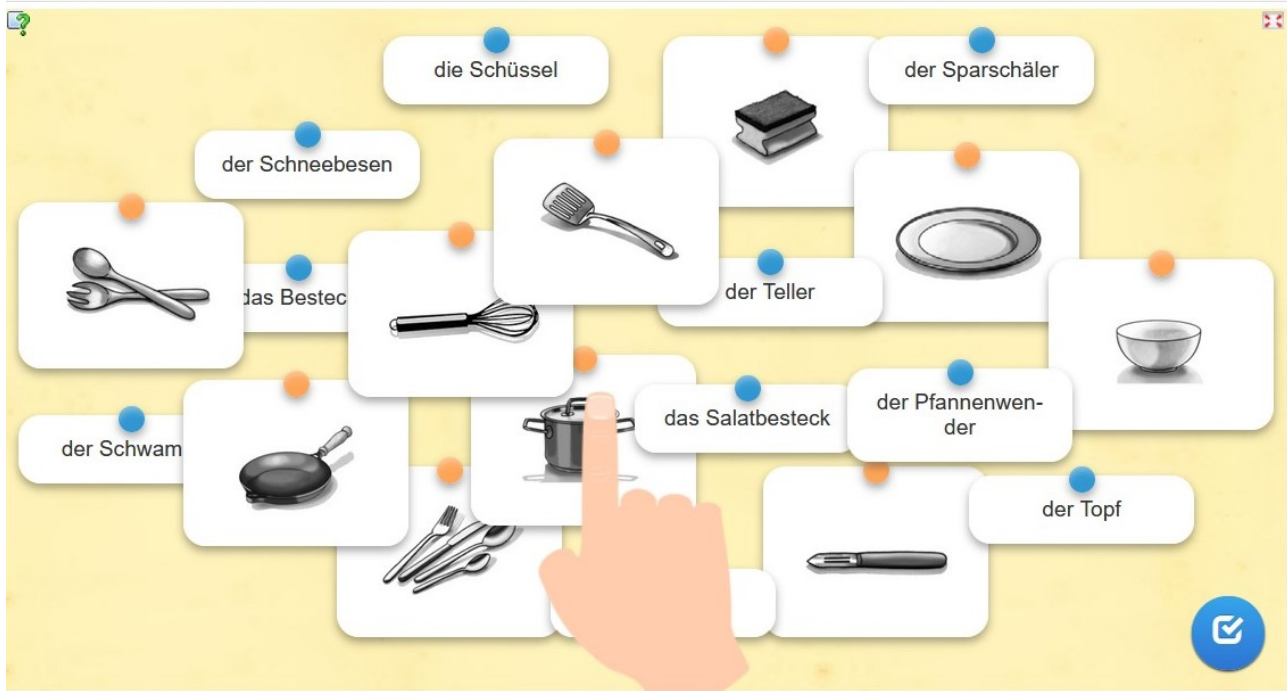 die Schüssel
der Sparschäler
der Schneebesen
das Bestec
der Teller
das Salatbesteck
der Pfannenwen-
der
der Schwam
der Topf